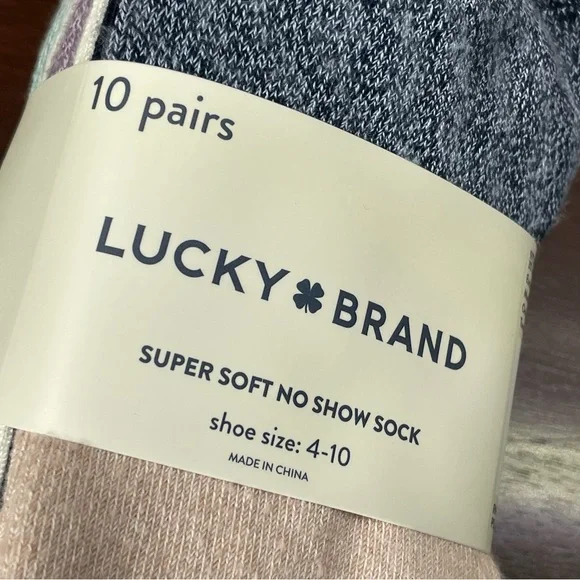 10 pairs
LUCKY BRAND
SUPER SOFT NO SHOW SOCK
shoe size: 4-10
MADE IN CHINA